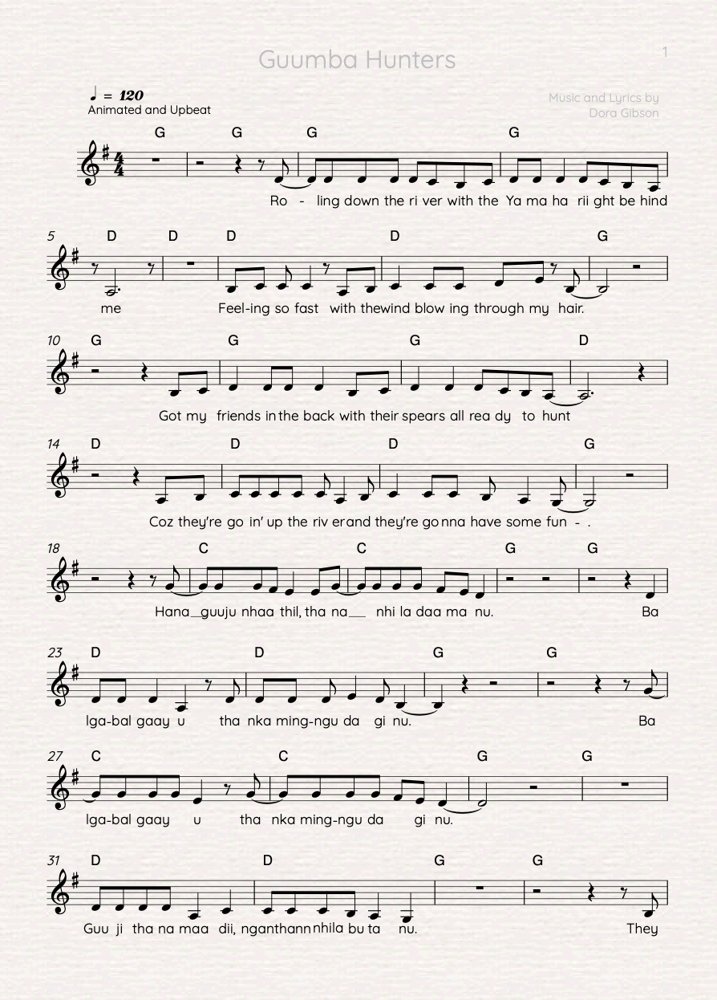 1
Guumba Hunters
♩ = 120
Animated and Upbeat
Music and Lyrics by
Dora Gibson
G G G G
4
4
Ro - ling down the ri ver with the Ya ma ha rii ght be hind
5 D D D D G
me Feel-ing so fast with thewind blow ing through my hair.
10 G G G D
Got my friends in the back with their spears all rea dy to hunt
14 D D D G
Coz they're go in' up the riv erand they're go nna have some fun - .
18 C C G G
Hana__guuju nhaa thil, tha na__ nhi la daa ma nu. Ba
23 D D G G
lga-bal gaay u tha nka ming-ngu da gi nu. Ba
27 C C G G
lga-bal gaay u tha nka ming-ngu da gi nu.
31 D D G G
Guu ji tha na maa dii, nganthann nhila bu ta nu. They